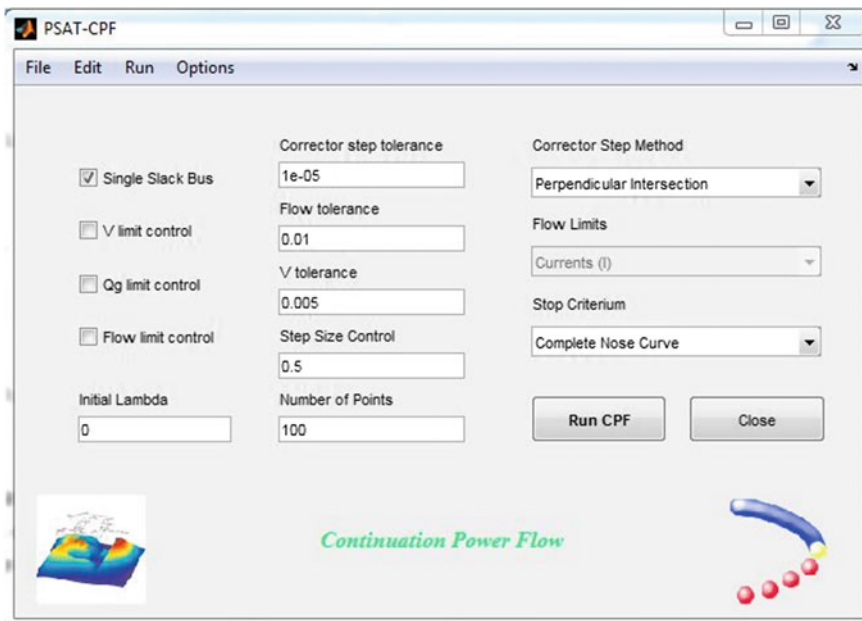 PSAT-CPF
File Edit Run Options
Single Slack Bus
V limit control
Qg limit control
Flow limit control
Initial Lambda
0
Corrector step tolerance
1e-05
Flow tolerance
0.01
V tolerance
0.005
Step Size Control
0.5
Number of Points
100
Corrector Step Method
Perpendicular Intersection
Flow Limits
Currents (I)
Stop Criterium
Complete Nose Curve
Run CPF Close
Continuation Power Flow